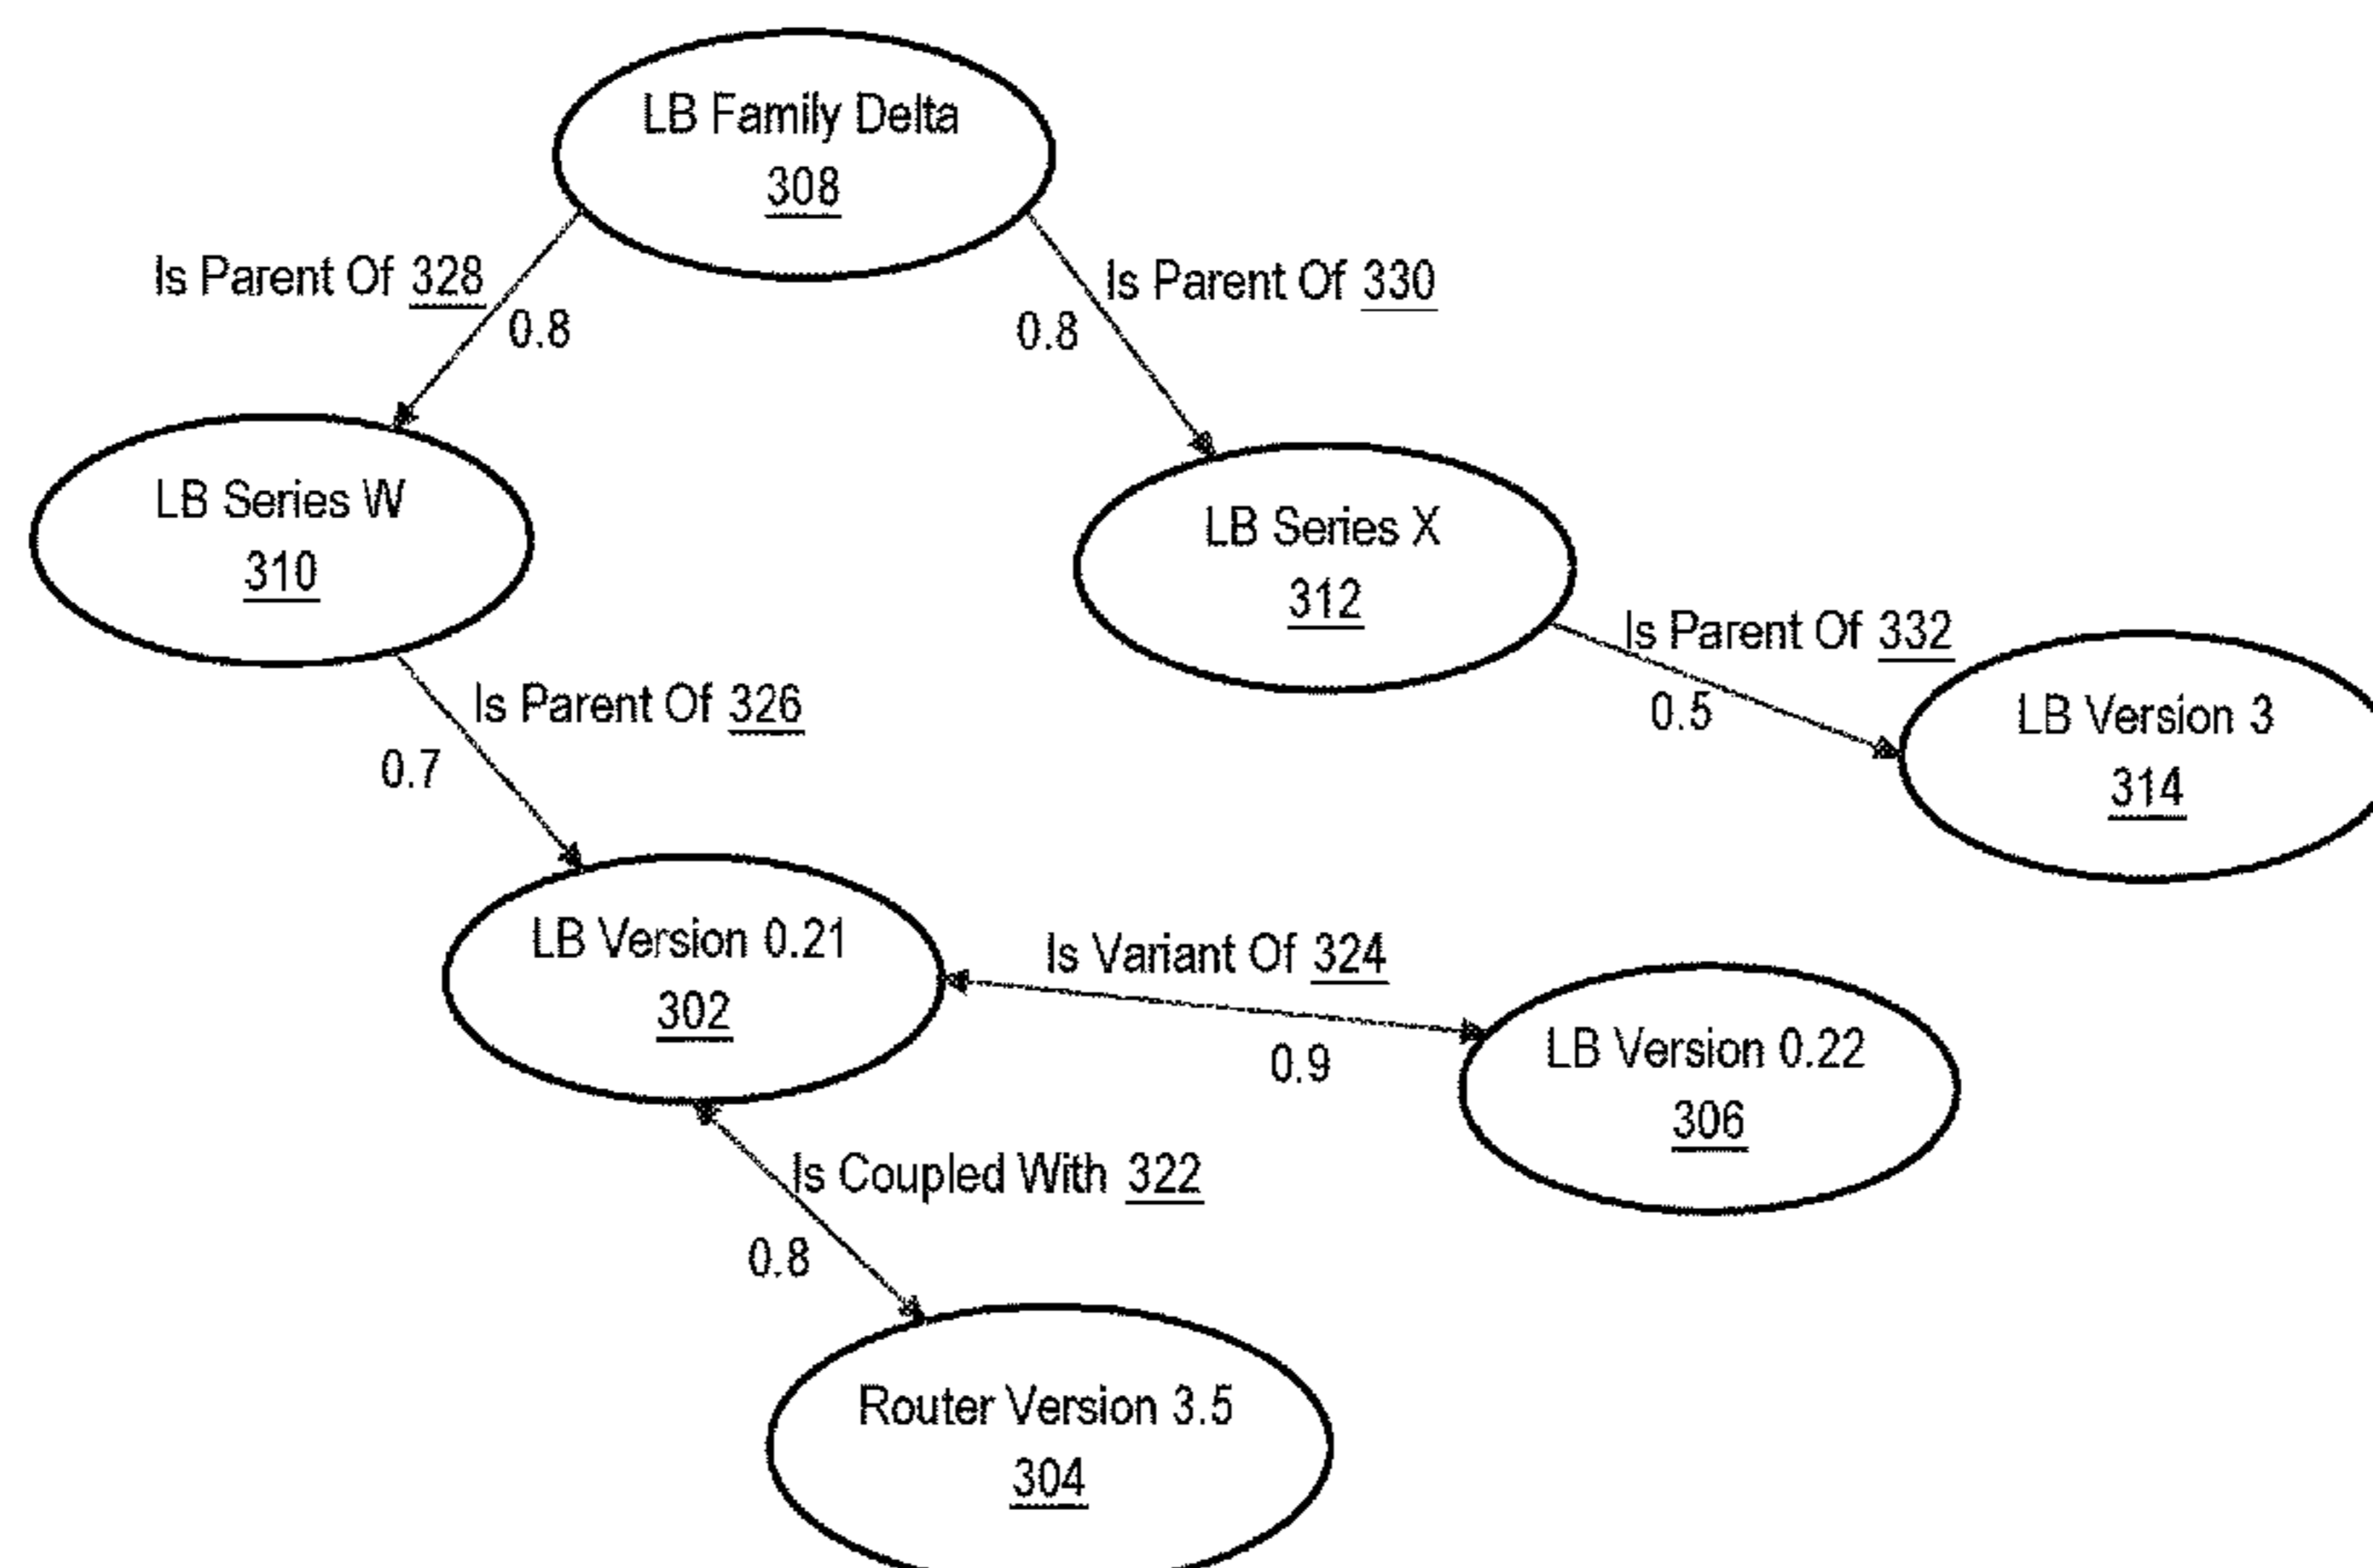 LB Family Delta
308
Is Parent Of 328
0.8
Is Parent Of 330
0.8
LB Series W
310
LB Series X
312
Is Parent Of 332
0.5
LB Version 3
314
Is Parent Of 326
0.7
LB Version 0.21
302
Is Variant Of 324
0.9
LB Version 0.22
306
Is Coupled With 322
0.8
Router Version 3.5
304